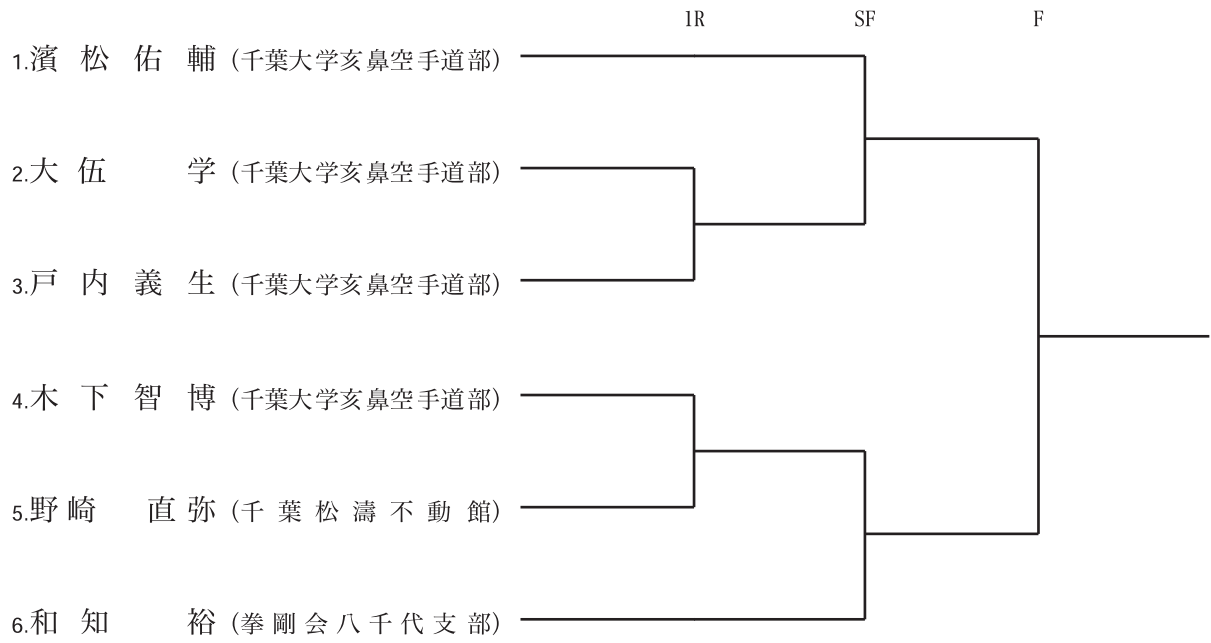 1R SF F
1.濱松佑輔 (千葉大学亥鼻空手道部)
2.大伍 学 (千葉大学亥鼻空手道部)
3.戸内義生 (千葉大学亥鼻空手道部)
4.木下智博 (千葉大学亥鼻空手道部)
5.野崎 直弥 (千葉松濤不動館)
6.和知 裕 (拳剛会八千代支部)